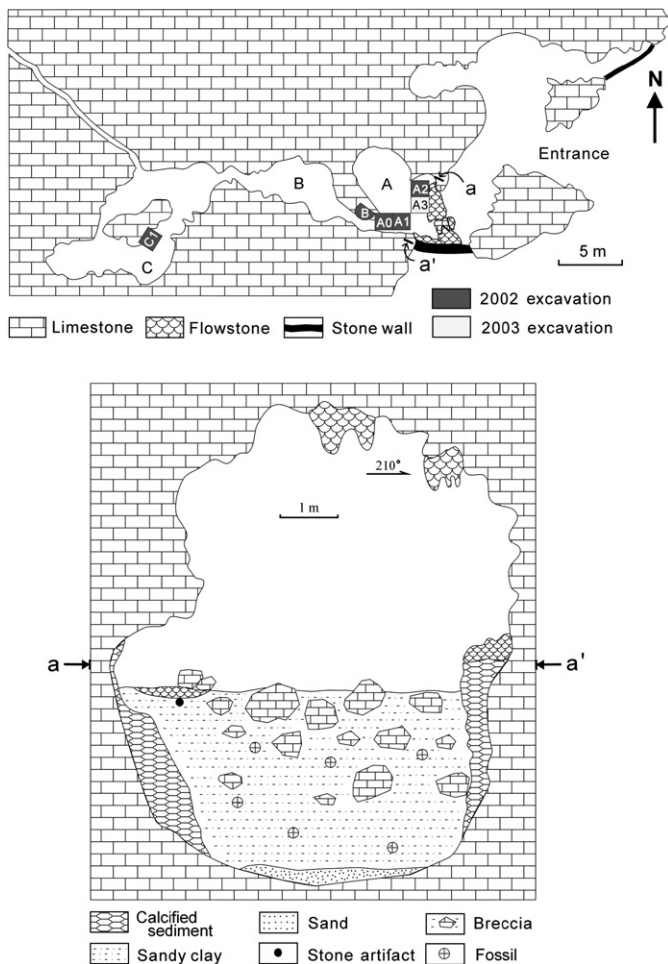 N
Entrance
B
A
A2
a
A3
B
A0 A1
C1
C
a'
5 m
2002 excavation
Limestone
Flowstone
Stone wall
2003 excavation
210°
1 m
a
a'
Calcified
sediment
Sand
Breccia
Sandy clay
Stone artifact
Fossil